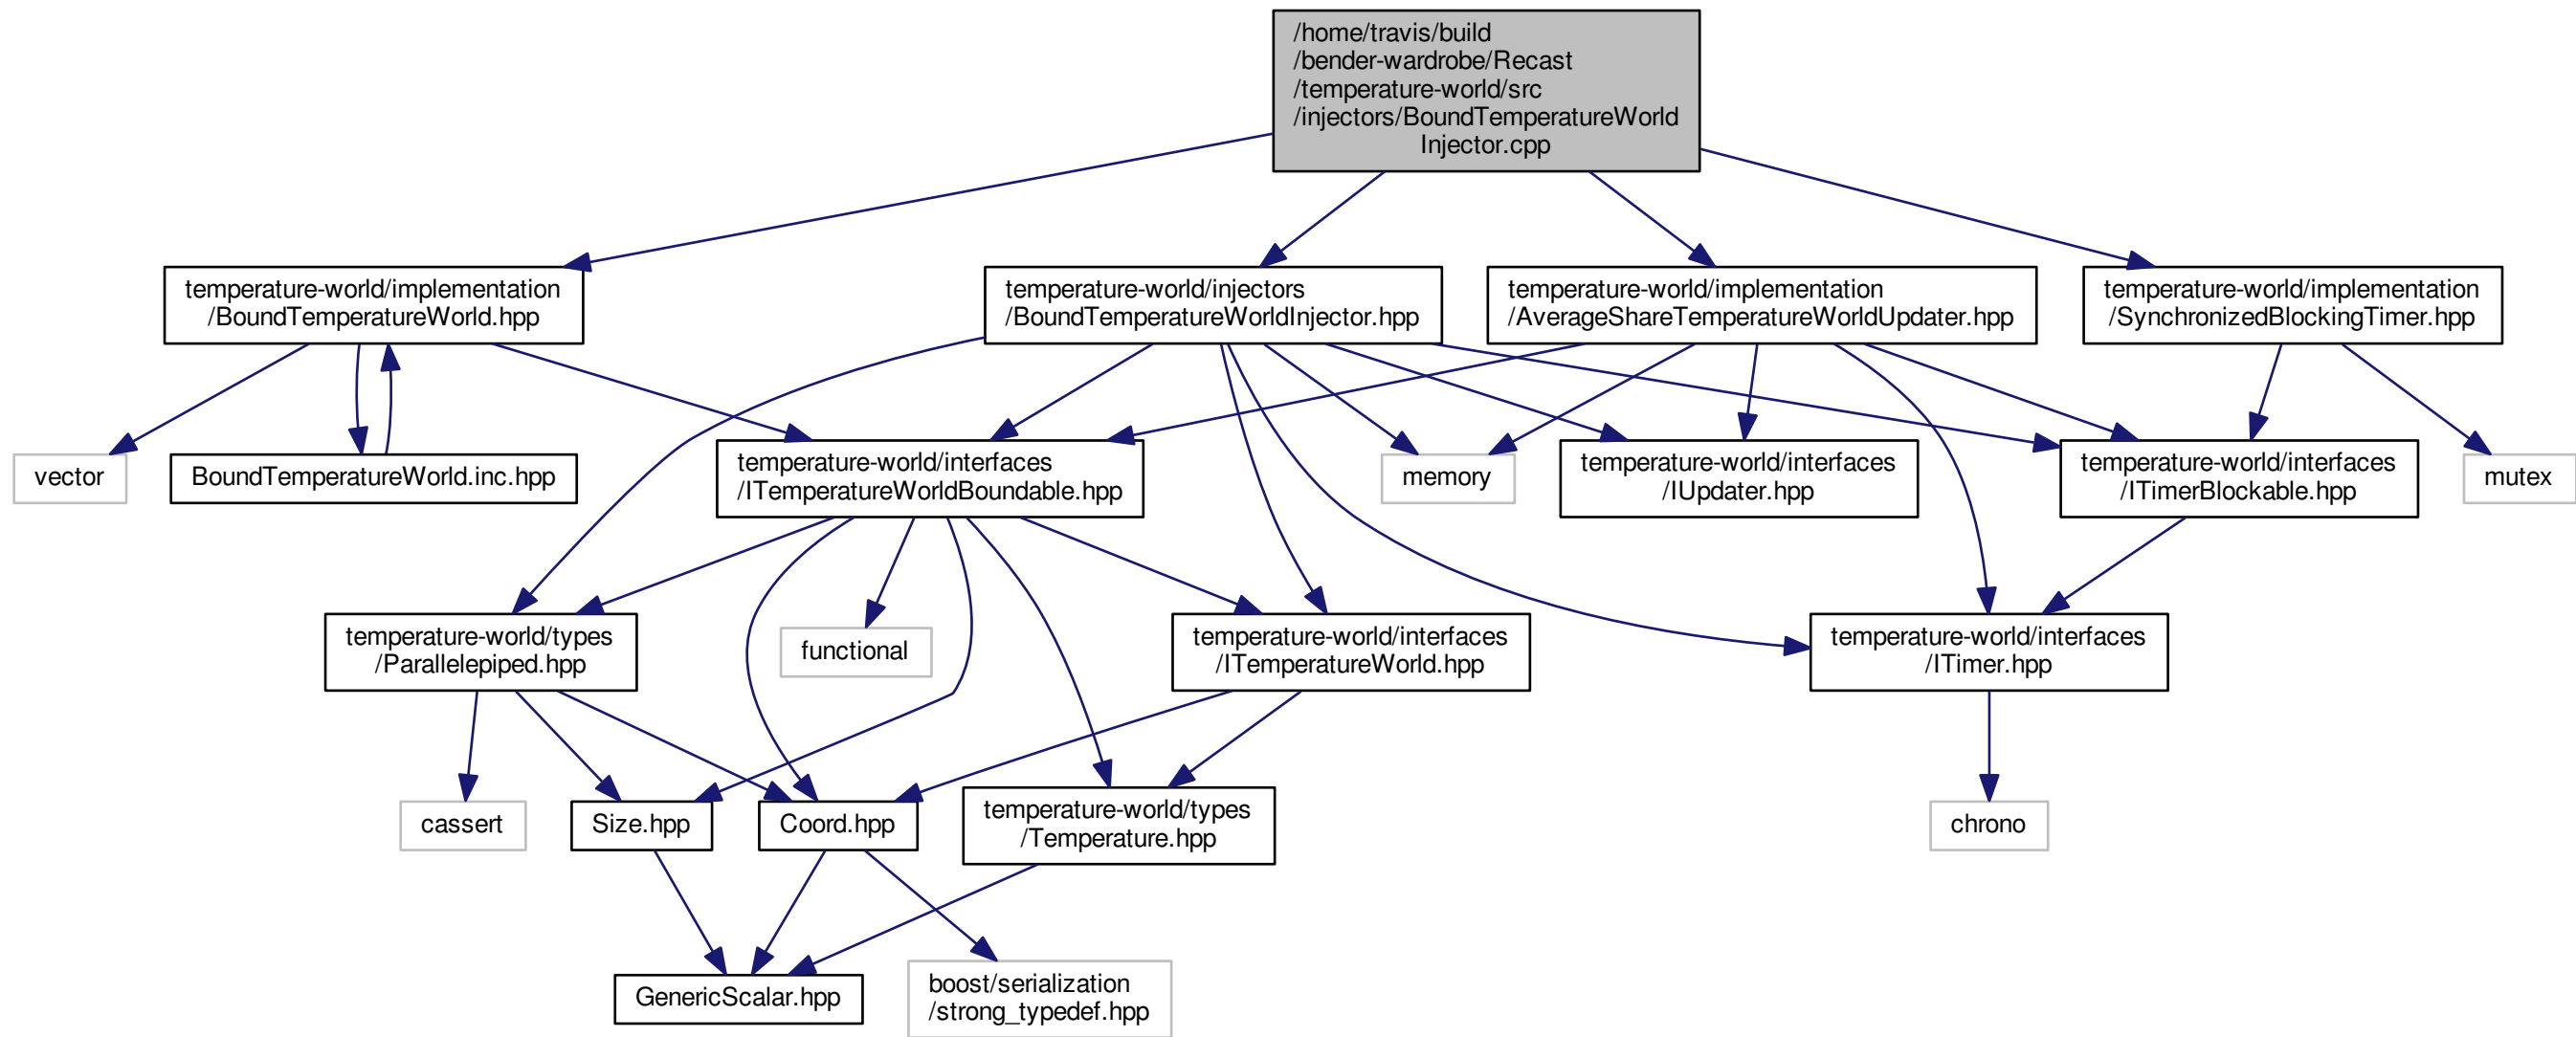 /home/travis/build
/bender-wardrobe/Recast
/temperature-world/src
/injectors/BoundTemperatureWorld
Injector.cpp
temperature-world/implementation
/BoundTemperatureWorld.hpp
temperature-world/injectors
/BoundTemperatureWorldInjector.hpp
temperature-world/implementation
/AverageShareTemperatureWorldUpdater.hpp
temperature-world/implementation
/SynchronizedBlockingTimer.hpp
vector
BoundTemperatureWorld.inc.hpp
temperature-world/interfaces
/ITemperatureWorldBoundable.hpp
memory
temperature-world/interfaces
/IUpdater.hpp
temperature-world/interfaces
/ITimerBlockable.hpp
mutex
temperature-world/types
/Parallelepiped.hpp
functional
temperature-world/interfaces
/ITemperatureWorld.hpp
temperature-world/interfaces
/ITimer.hpp
cassert
Size.hpp
Coord.hpp
temperature-world/types
/Temperature.hpp
chrono
GenericScalar.hpp
boost/serialization
/strong_typedef.hpp